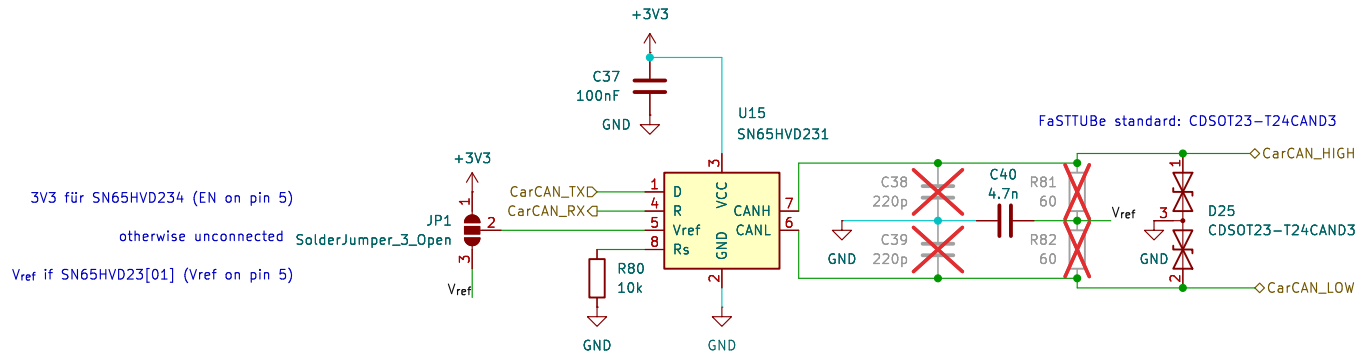 +3V3
C37
100nF
GND
U15
SN65HVD231
FaSTTUBe standard: CDSOT23-T24CAND3
+3V3
3V3 für SN65HVD234 (EN on pin 5)
otherwise unconnected
Vref if SN65HVD23[01] (Vref on pin 5)
1
JP1
SolderJumper_3_Open
2
3
Vref
CarCAN_TX
CarCAN_RX
1
4
5
8
D
R
Vref
Rs
3
VCC
CANH
CANL
GND
2
7
6
R80
10k
GND
GND
C38
220p
C39
220p
GND
C40
4.7n
R81
60
R82
60
Vref
1
3
2
GND
D25
CDSOT23-T24CAND3
CarCAN_HIGH
CarCAN_LOW